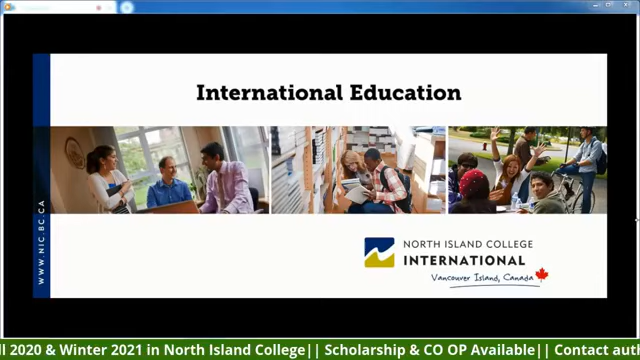 International Education
WWW.NIC.BC.CA
NORTH ISLAND COLLEGE
INTERNATIONAL
Vancouver Island, Canada
2020 & Winter 2021 in North Island College|| Scholarship & CO OP Available|| Contact